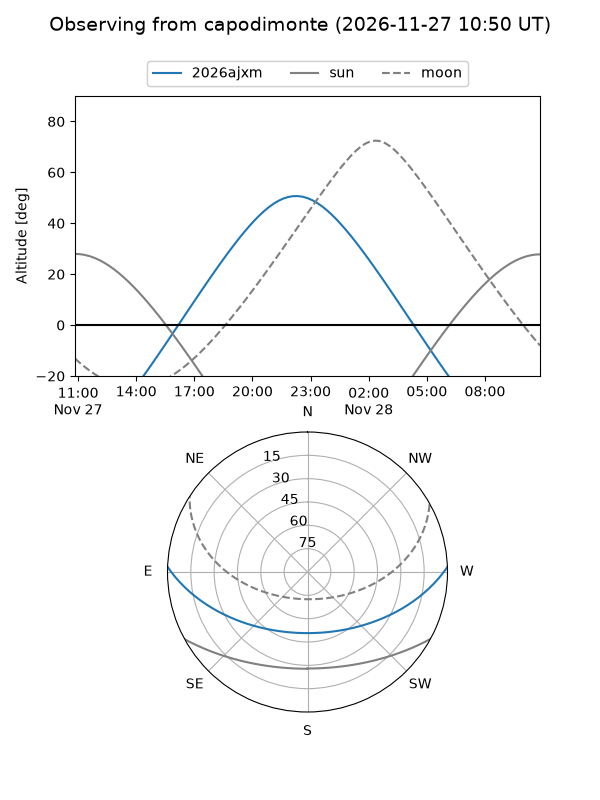 Observing from capodimonte (2026-11-27 10:50 UT)
2026ajxm sun moon
Altitude [deg]
80
60
40
20
0
−20
11:00 14:00 17:00 20:00 23:00 02:00 05:00 08:00
Nov 27 Nov 28
N
NE NW
15
30
45
60
75
E W
SE SW
S